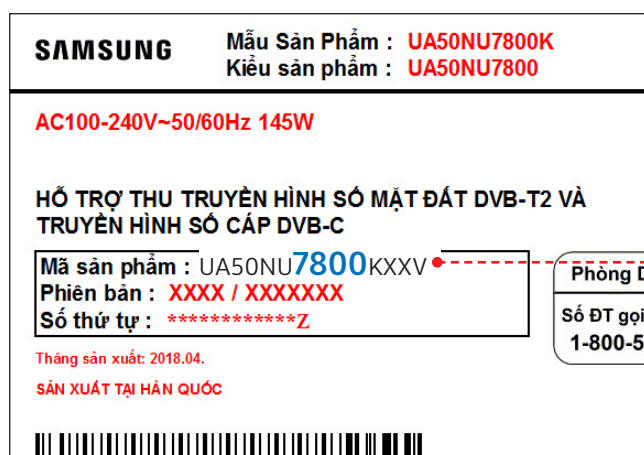 SAMSUNG
Mẫu Sản Phẩm : UA50NU7800K
Kiểu sản phẩm : UA50NU7800
AC100-240V~50/60Hz 145W
HỖ TRỢ THU TRUYỀN HÌNH SỐ MẶT ĐẤT DVB-T2 VÀ
TRUYỀN HÌNH SỐ CÁP DVB-C
Mã sản phẩm : UA50NU7800KXXV
Phiên bản : XXXX / XXXXXXX
Số thứ tự : ************Z
Phòng
Số ĐT gọi
1-800-5
Tháng sản xuất: 2018.04.
SẢN XUẤT TẠI HÀN QUỐC